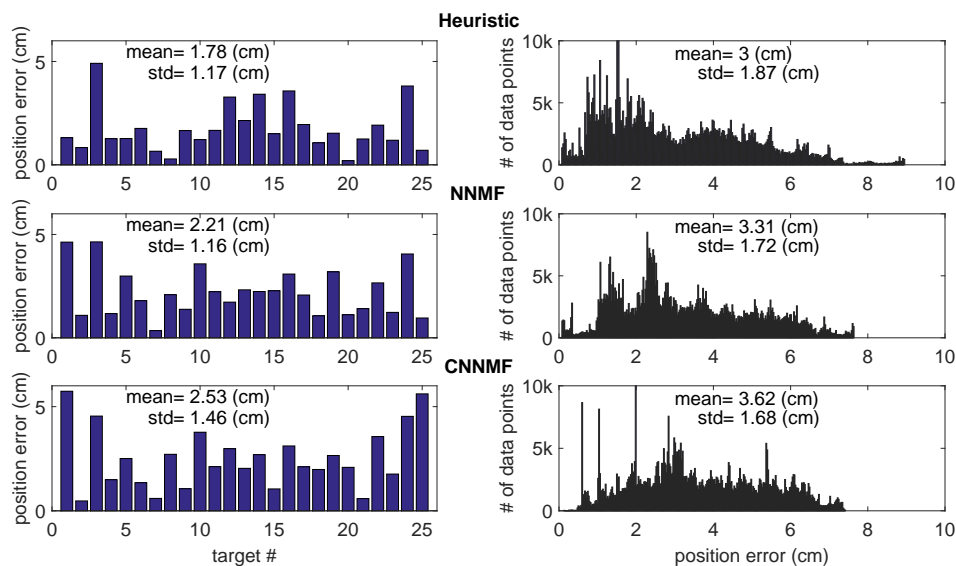 Heuristic
position error (cm)
5
0
mean= 1.78 (cm)
std= 1.17 (cm)
0 5 10 15 20 25
# of data points
10k
5k
0
mean= 3 (cm)
std= 1.87 (cm)
0 2 4 6 8 10
NNMF
position error (cm)
5
0
mean= 2.21 (cm)
std= 1.16 (cm)
0 5 10 15 20 25
# of data points
10k
5k
0
mean= 3.31 (cm)
std= 1.72 (cm)
0 2 4 6 8 10
CNNMF
position error (cm)
5
0
mean= 2.53 (cm)
std= 1.46 (cm)
0 5 10 15 20 25
target #
# of data points
10k
5k
0
mean= 3.62 (cm)
std= 1.68 (cm)
0 2 4 6 8 10
position error (cm)